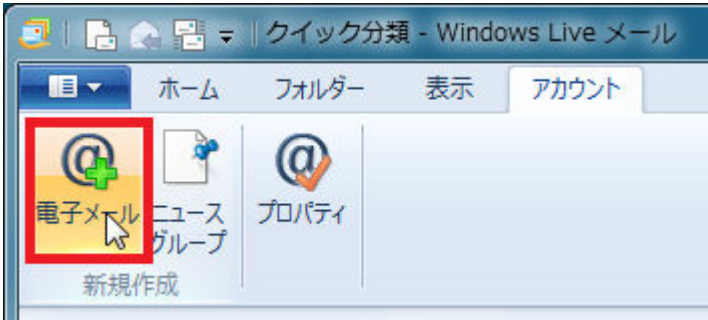 クイック分類 - Windows Live メール
ホーム フォルダー 表示 アカウント
電子メール
ニュース
グループ
プロパティ
新規作成